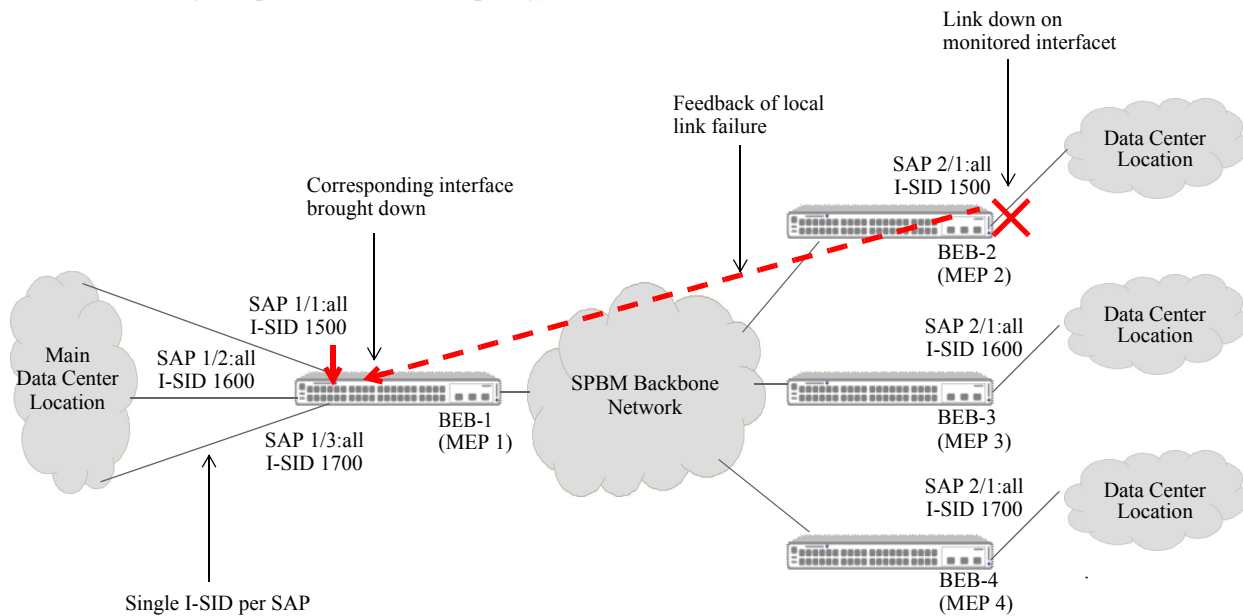 Link down on
monitored interfacet
Feedback of local
link failure
Data Center
Location
SAP 2/1:all
I-SID 1500
Corresponding interface
brought down
BEB-2
(MEP 2)
SAP 1/1:all
I-SID 1500
Main
Data Center
Location
SAP 1/2:all
I-SID 1600
SPBM Backbone
Network
SAP 2/1:all
I-SID 1600
Data Center
Location
BEB-1
(MEP 1)
BEB-3
(MEP 3)
SAP 1/3:all
I-SID 1700
SAP 2/1:all
I-SID 1700
Data Center
Location
BEB-4
(MEP 4)
Single I-SID per SAP